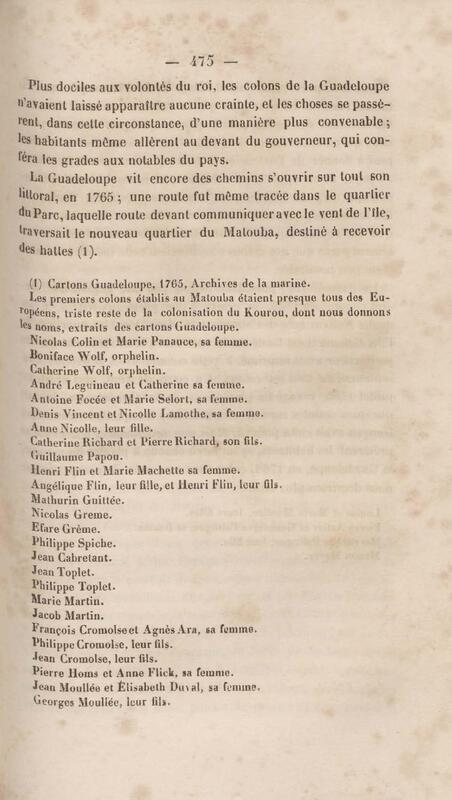 — 475 —
Plus dociles aux volontés du roi, les colons de la Guadeloupe
n'avaient laissé apparaître aucune crainte, et les choses se passè-
rent, dans cette circonstance, d'une manière plus convenable ;
les habitants même allèrent au devant du gouverneur, qui con-
féra les grades aux notables du pays.
La Guadeloupe vit encore des chemins s'ouvrir sur tout son
littoral, en 1765 ; une route fut même tracée dans le quartier
du Parc, laquelle route devant communiquer avec le vent de l'île,
traversait le nouveau quartier du Matouba, destiné à recevoir
des hattes (1).
(1) Cartons Guadeloupe, 1765, Archives de la marine.
Les premiers colons établis au Matouba étaient presque tous des Eu-
ropéens, triste reste de la colonisation du Kourou, dont nous donnons
les noms, extraits des cartons Guadeloupe.
Nicolas Colin et Marie Panauce, sa femme.
Boniface Wolf, orphelin.
Catherine Wolf, orphelin.
André Leguineau et Catherine sa femme.
Antoine Focée et Marie Selort, sa femme.
Denis Vincent et Nicolle Lamothe, sa femme.
Anne Nicolle, leur fille.
Catherine Richard et Pierre Richard, son fils.
Guillaume Papou.
Henri Flin et Marie Machette sa femme.
Angélique Flin, leur fille, et Henri Flin, leur fils.
Mathurin Guittée.
Nicolas Greme.
Efare Grème.
Philippe Spiche.
Jean Cabretant.
Jean Toplet.
Philippe Toplet.
Marie Martin.
Jacob Martin.
François Cromolse et Agnès Ara, sa femme.
Philippe Cromolse, leur fils.
Jean Cromolse, leur fils.
Pierre Homs et Anne Flick, sa femme.
Jean Moullée et Élisabeth Duval, sa femme.
Georges Moullée, leur fils.